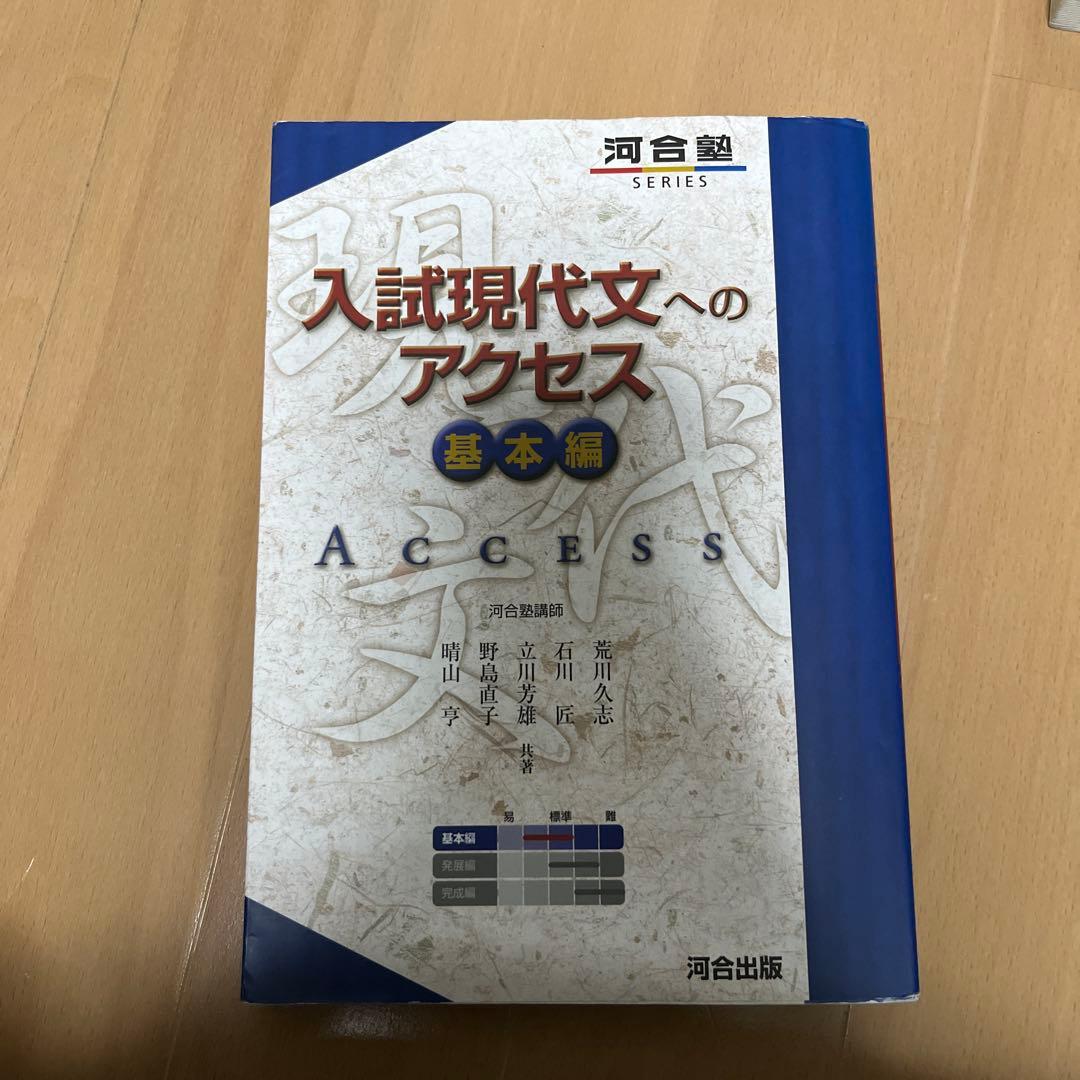 河合塾
SERIES
入試現代文への
アクセス
基本編
ACCESS
現代文
河合塾講師
荒川久志
石川 匠
立川芳雄
野島直子
晴山 亨
共著
易 標準 難
基本編
発展編
完成編
河合出版